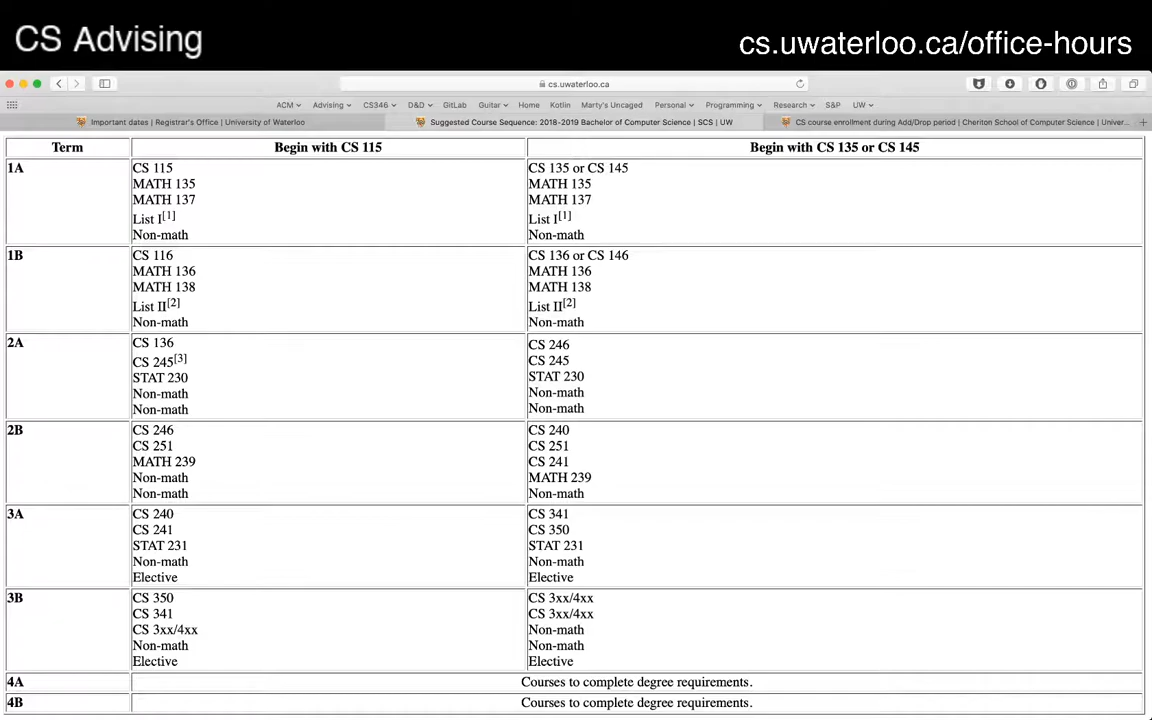 CS Advising
cs.uwaterloo.ca/office-hours
cs.uwaterloo.ca
ACM Advising CS346 D&D GitLab Guitar Home Kotlin Marty's Uncaged Personal Programming Research S&P UW
Important dates | Registrar's Office | University of Waterloo
Suggested Course Sequence: 2018-2019 Bachelor of Computer Science | SCS | UW
CS course enrollment during Add/Drop period | Cheriton School of Computer Science | Univer...
Term Begin with CS 115 Begin with CS 135 or CS 145
1A
CS 115
MATH 135
MATH 137
List I[1]
Non-math
CS 135 or CS 145
MATH 135
MATH 137
List I[1]
Non-math
1B
CS 116
MATH 136
MATH 138
List II[2]
Non-math
CS 136 or CS 146
MATH 136
MATH 138
List II[2]
Non-math
2A
CS 136
CS 245[3]
STAT 230
Non-math
Non-math
CS 246
CS 245
STAT 230
Non-math
Non-math
2B
CS 246
CS 251
MATH 239
Non-math
Non-math
CS 240
CS 251
CS 241
MATH 239
Non-math
3A
CS 240
CS 241
STAT 231
Non-math
Elective
CS 341
CS 350
STAT 231
Non-math
Elective
3B
CS 350
CS 341
CS 3xx/4xx
Non-math
Elective
CS 3xx/4xx
CS 3xx/4xx
Non-math
Non-math
Elective
4A Courses to complete degree requirements.
4B Courses to complete degree requirements.